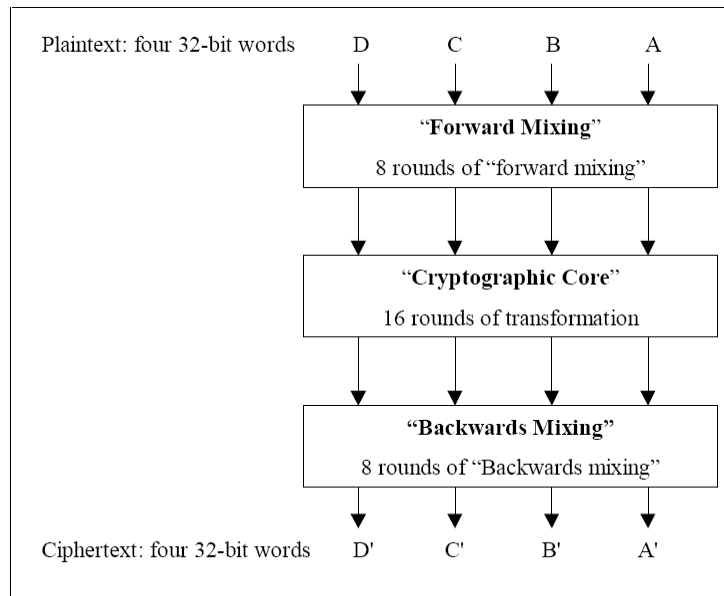 Plaintext: four 32-bit words D C B A
“Forward Mixing”
8 rounds of “forward mixing”
“Cryptographic Core”
16 rounds of transformation
“Backwards Mixing”
8 rounds of “Backwards mixing”
Ciphertext: four 32-bit words D' C' B' A'